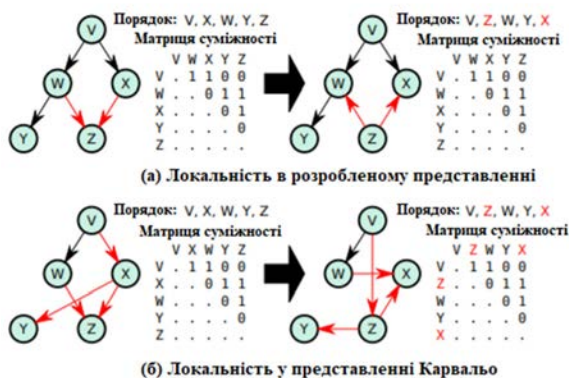 Порядок: V, X, W, Y, Z
Матриця суміжності
V W X Y Z
V . 1 1 0 0
W . . 0 1 1
X . . . 0 1
Y . . . . 0
Z . . . . .
V
W
X
Y
Z
Порядок: V, Z, W, Y, X
Матриця суміжності
V W X Y Z
V . 1 1 0 0
W . . 0 1 1
X . . . 0 1
Y . . . . 0
Z . . . . .
V
W
X
Y
Z
(а) Локальність в розробленому представленні
Порядок: V, X, W, Y, Z
Матриця суміжності
V X W Y Z
V . 1 1 0 0
X . . 0 1 1
W . . . 0 1
Y . . . . 0
Z . . . . .
V
W
X
Y
Z
Порядок: V, Z, W, Y, X
Матриця суміжності
V Z W Y X
V . 1 1 0 0
Z . . 0 1 1
W . . . 0 1
Y . . . . 0
X . . . . .
V
W
X
Y
Z
(б) Локальність у представленні Карвальо